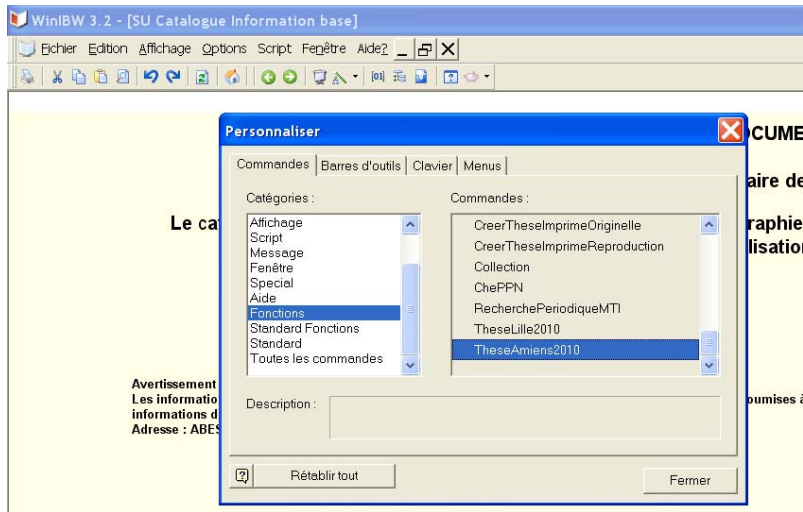 WinIBW 3.2 - [SU Catalogue Information base]
Fichier Edition Affichage Options Script Fenêtre Aide?
Personnaliser
Commandes Barres d'outils Clavier Menus
Catégories :
Affichage
Script
Message
Fenêtre
Special
Aide
Fonctions
Standard Fonctions
Standard
Toutes les commandes
Commandes :
CreerTheseImprimeOriginelle
CreerTheseImprimeReproduction
Collection
ChePPN
RecherchePeriodiqueMTI
TheseLille2010
TheseAmiens2010
Description :
Rétablir tout
Fermer
OCUME
aire de
Le ca
raphie
lisation
Avertissement
Les informatio
oumises à
informations d
Adresse : ABES